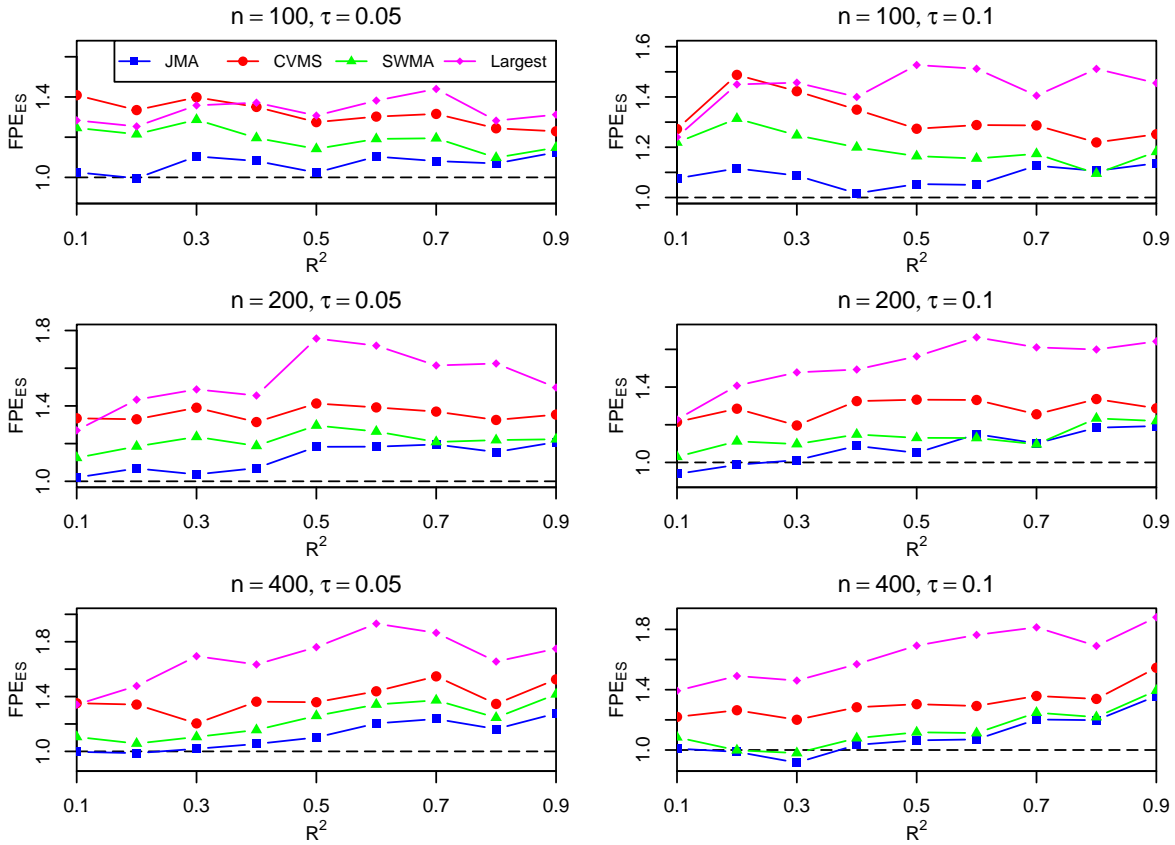 n = 100, τ = 0.05
JMA CVMS SWMA Largest
FPE_ES
1.0 1.4
0.1 0.3 0.5 0.7 0.9
R²
n = 100, τ = 0.1
FPE_ES
1.0 1.2 1.4 1.6
0.1 0.3 0.5 0.7 0.9
R²
n = 200, τ = 0.05
FPE_ES
1.0 1.4 1.8
0.1 0.3 0.5 0.7 0.9
R²
n = 200, τ = 0.1
FPE_ES
1.0 1.4
0.1 0.3 0.5 0.7 0.9
R²
n = 400, τ = 0.05
FPE_ES
1.0 1.4 1.8
0.1 0.3 0.5 0.7 0.9
R²
n = 400, τ = 0.1
FPE_ES
1.0 1.4 1.8
0.1 0.3 0.5 0.7 0.9
R²